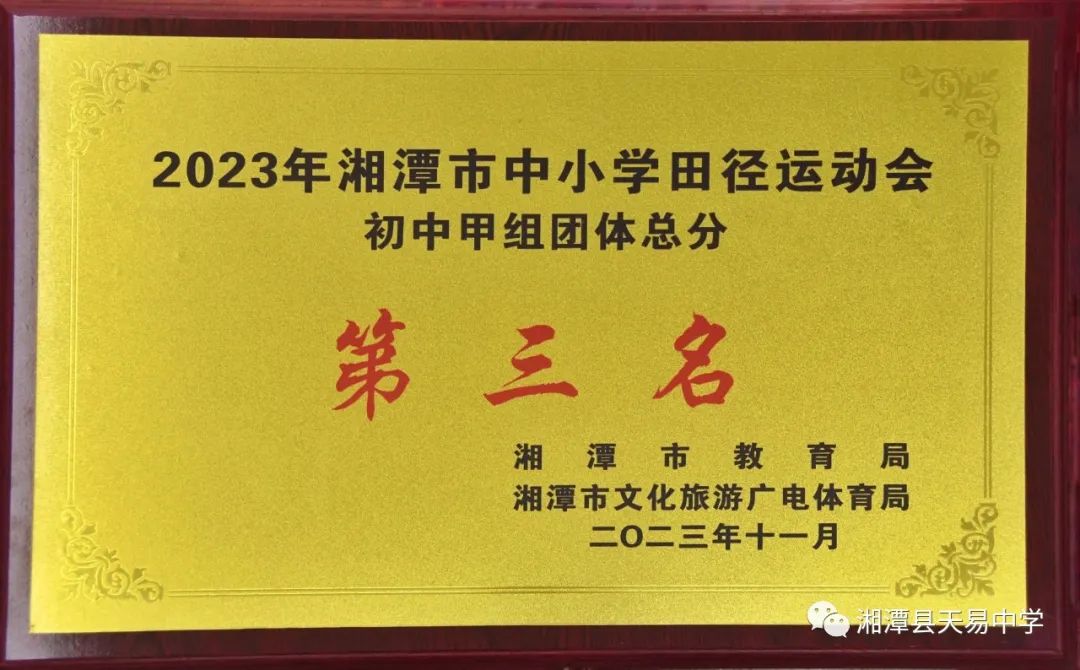 2023年湘潭市中小学田径运动会
初中甲组团体总分
第三名
湘潭市教育局
湘潭市文化旅游广电体育局
二〇二三年十一月
湘潭县天易中学